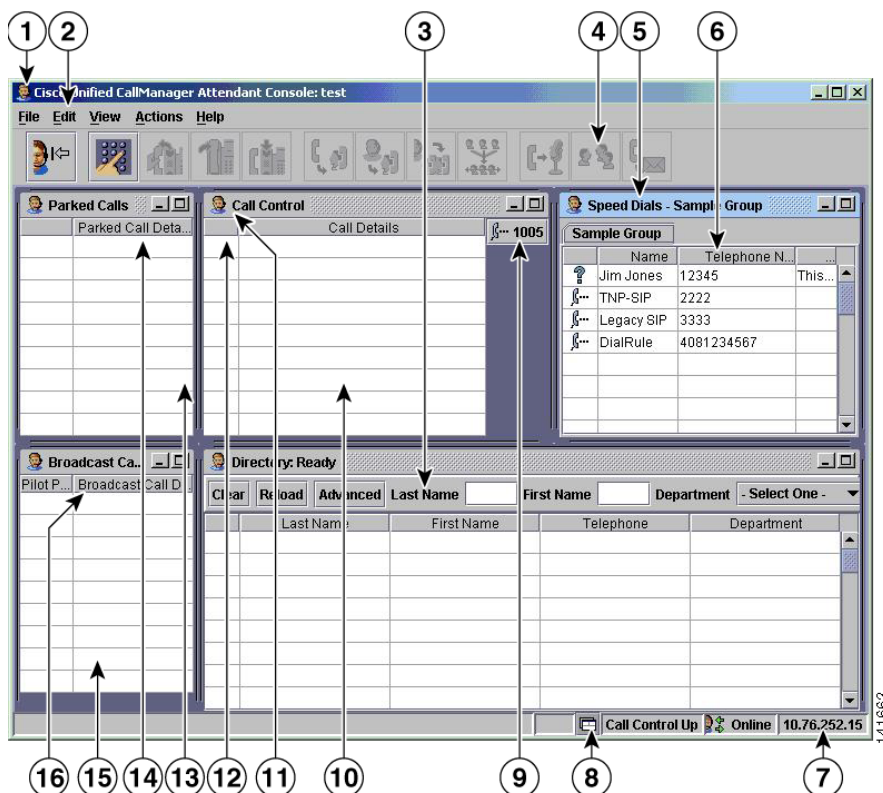 1 2 3 4 5 6
Cisco Unified CallManager Attendant Console: test
File Edit View Actions Help
Parked Calls
Parked Call Deta...
Call Control
Call Details
1005
Speed Dials - Sample Group
Sample Group
Name Telephone N... ...
Jim Jones 12345 This...
TNP-SIP 2222
Legacy SIP 3333
DialRule 4081234567
Broadcast Ca...
Pilot P... Broadcast Call D...
Directory: Ready
Clear Reload Advanced Last Name First Name Department - Select One -
Last Name First Name Telephone Department
Call Control Up Online 10.76.252.15
141662
16 15 14 13 12 11 10 9 8 7